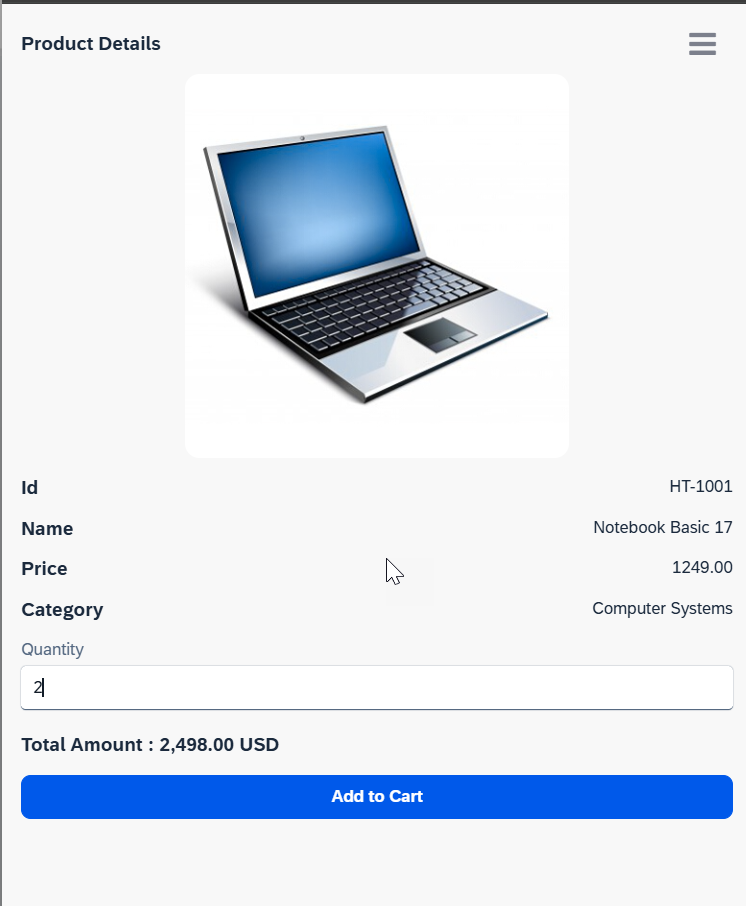 Product Details
Id HT-1001
Name Notebook Basic 17
Price 1249.00
Category Computer Systems
Quantity
2
Total Amount : 2,498.00 USD
Add to Cart